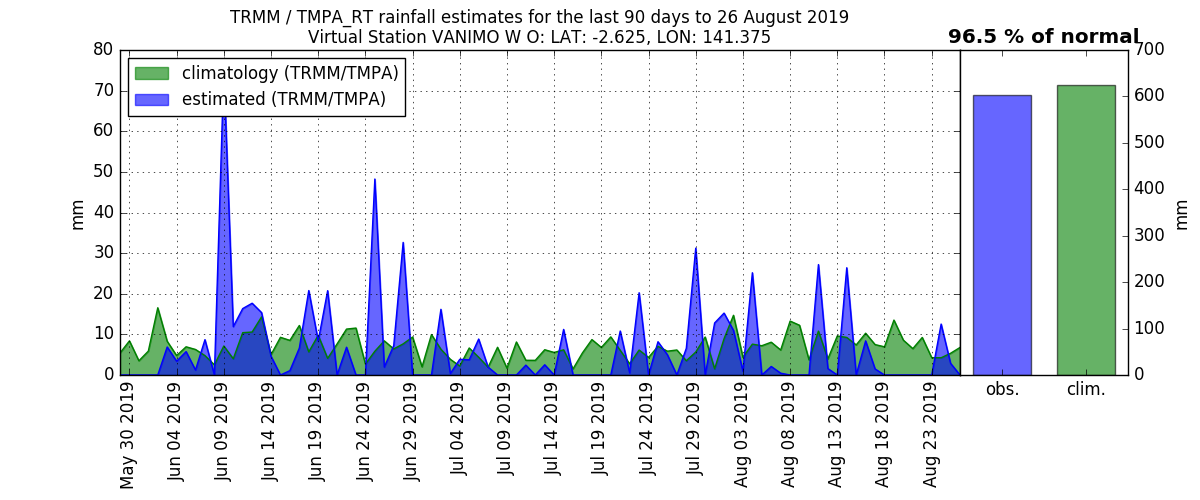 TRMM / TMPA_RT rainfall estimates for the last 90 days to 26 August 2019
Virtual Station VANIMO W O: LAT: -2.625, LON: 141.375
96.5 % of normal
climatology (TRMM/TMPA)
estimated (TRMM/TMPA)
80
70
60
50
40
30
20
10
0
mm
May 30 2019
Jun 04 2019
Jun 09 2019
Jun 14 2019
Jun 19 2019
Jun 24 2019
Jun 29 2019
Jul 04 2019
Jul 09 2019
Jul 14 2019
Jul 19 2019
Jul 24 2019
Jul 29 2019
Aug 03 2019
Aug 08 2019
Aug 13 2019
Aug 18 2019
Aug 23 2019
700
600
500
400
300
200
100
0
mm
obs.
clim.